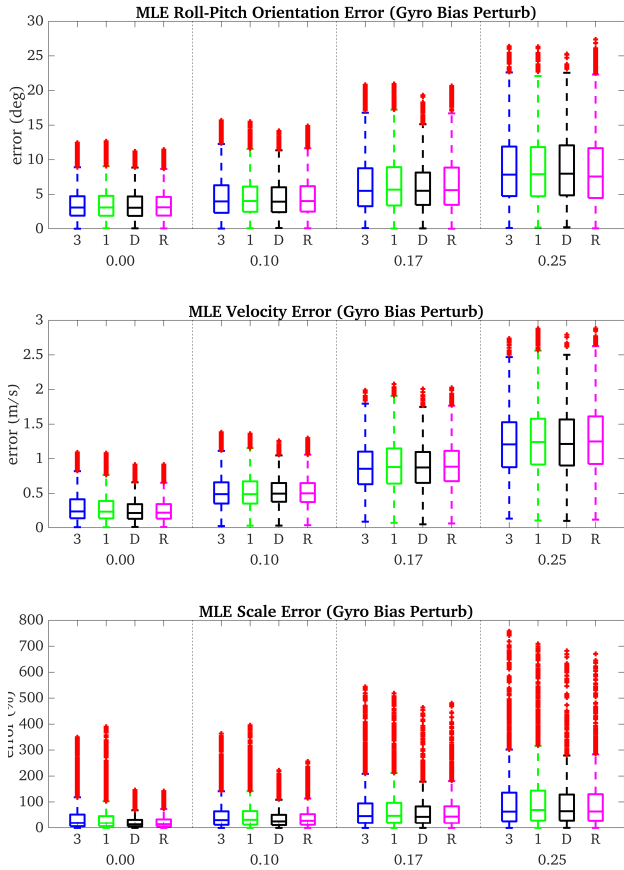 MLE Roll-Pitch Orientation Error (Gyro Bias Perturb)
30
25
20
15
10
5
0
error (deg)
3 1 D R 3 1 D R 3 1 D R 3 1 D R
0.00 0.10 0.17 0.25
MLE Velocity Error (Gyro Bias Perturb)
3
2.5
2
1.5
1
0.5
0
error (m/s)
3 1 D R 3 1 D R 3 1 D R 3 1 D R
0.00 0.10 0.17 0.25
MLE Scale Error (Gyro Bias Perturb)
800
700
600
500
400
300
200
100
0
error (%)
3 1 D R 3 1 D R 3 1 D R 3 1 D R
0.00 0.10 0.17 0.25